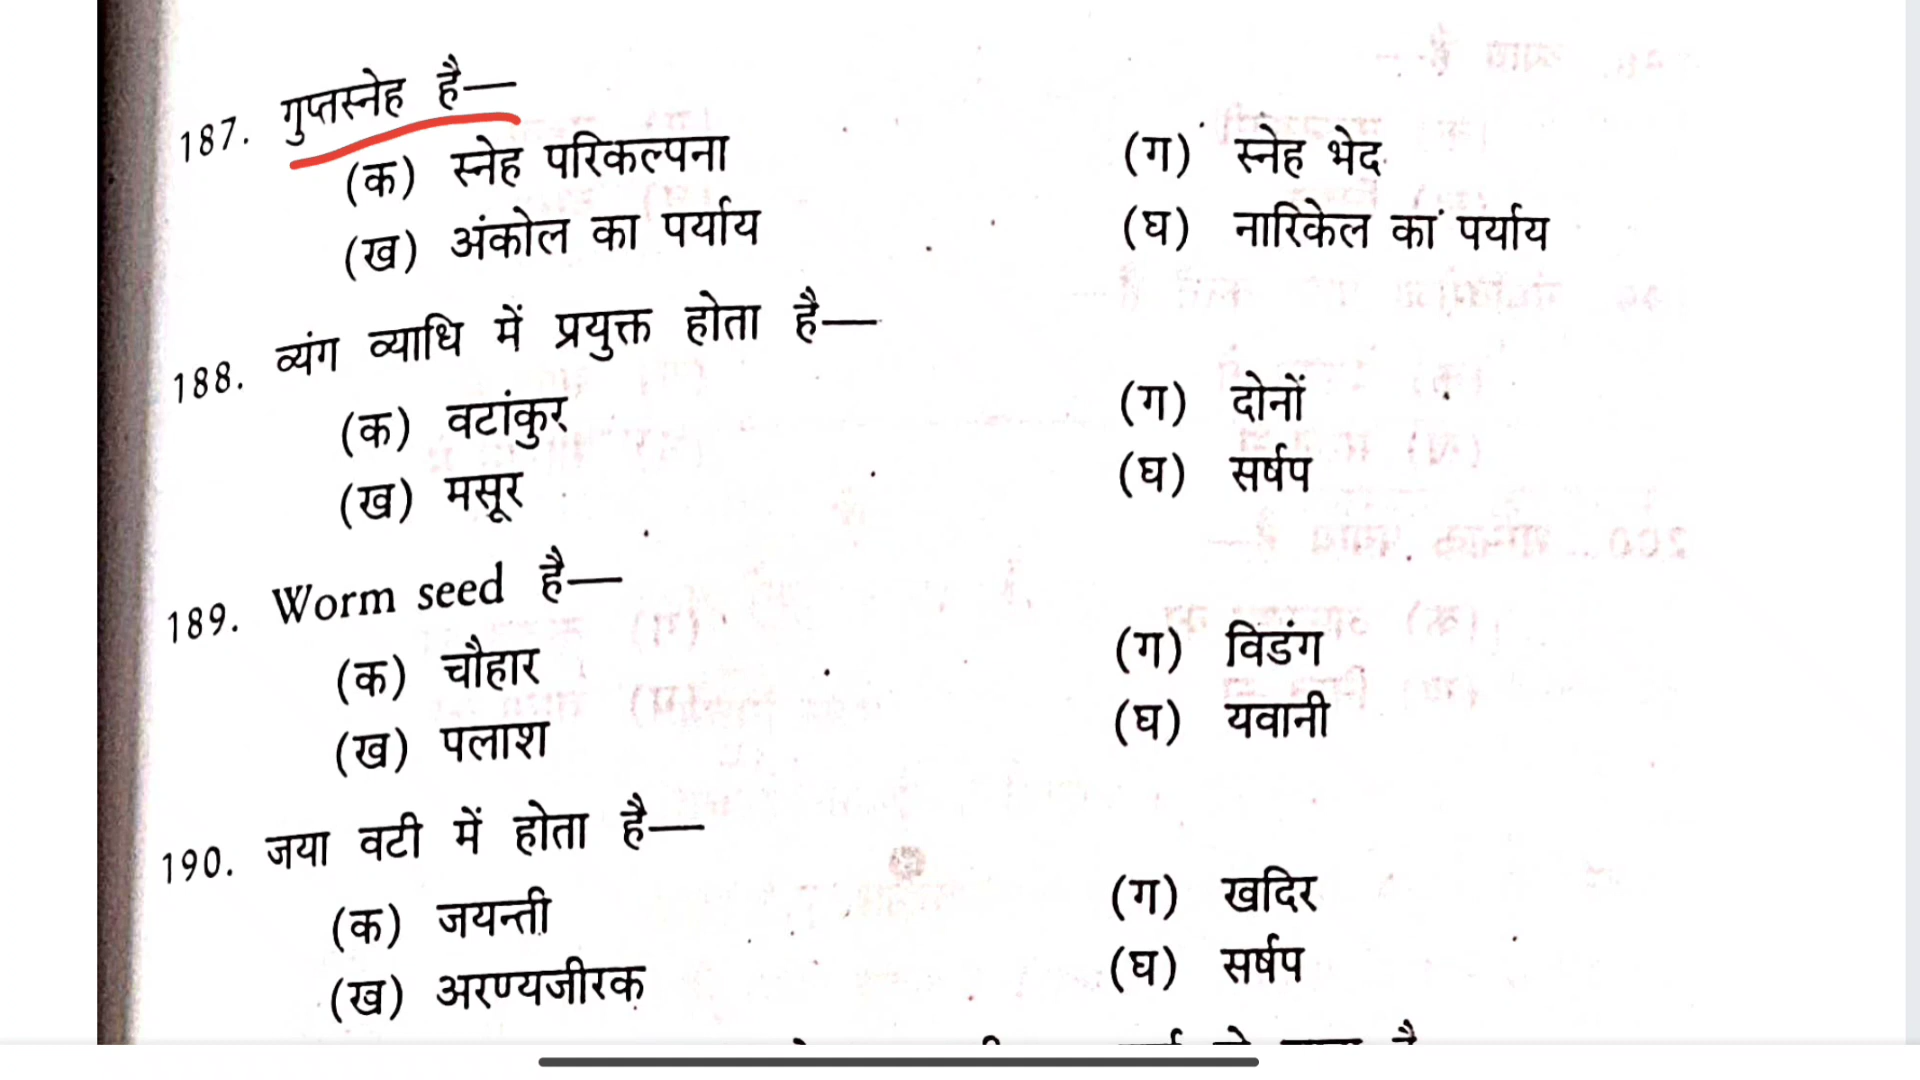 187. गुप्तस्नेह है—
(क) स्नेह परिकल्पना (ग) स्नेह भेद
(ख) अंकोल का पर्याय (घ) नारिकेल का पर्याय
188. व्यंग व्याधि में प्रयुक्त होता है—
(क) वटांकुर (ग) दोनों
(ख) मसूर (घ) सर्षप
189. Worm seed है—
(क) चौहार (ग) विडंग
(ख) पलाश (घ) यवानी
190. जया वटी में होता है—
(क) जयन्ती (ग) खदिर
(ख) अरण्यजीरक (घ) सर्षप